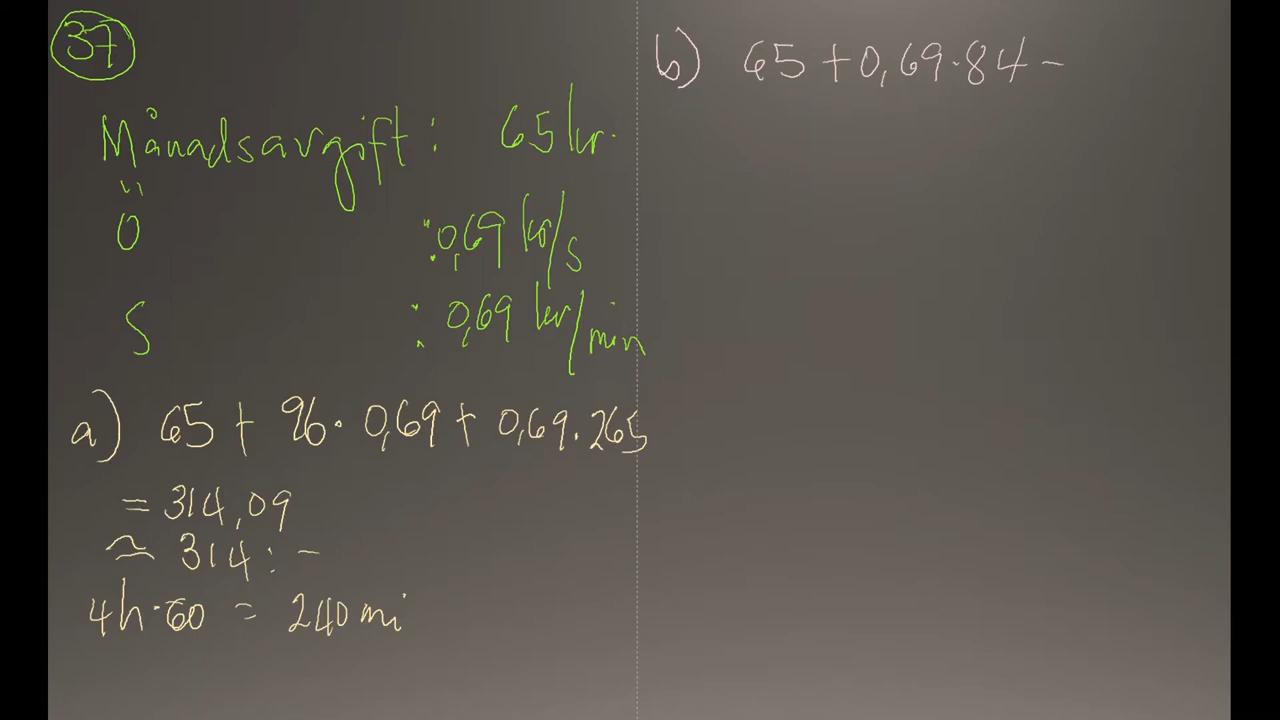 37
Månadsavgift: 65 kr.
Ö : 0,69 kr/s
S : 0,69 kr/min
a) 65 + 96 · 0,69 + 0,69 · 265
= 314,09
≈ 314:-
4h · 60 = 240 mi
b) 65 + 0,69 · 84 -